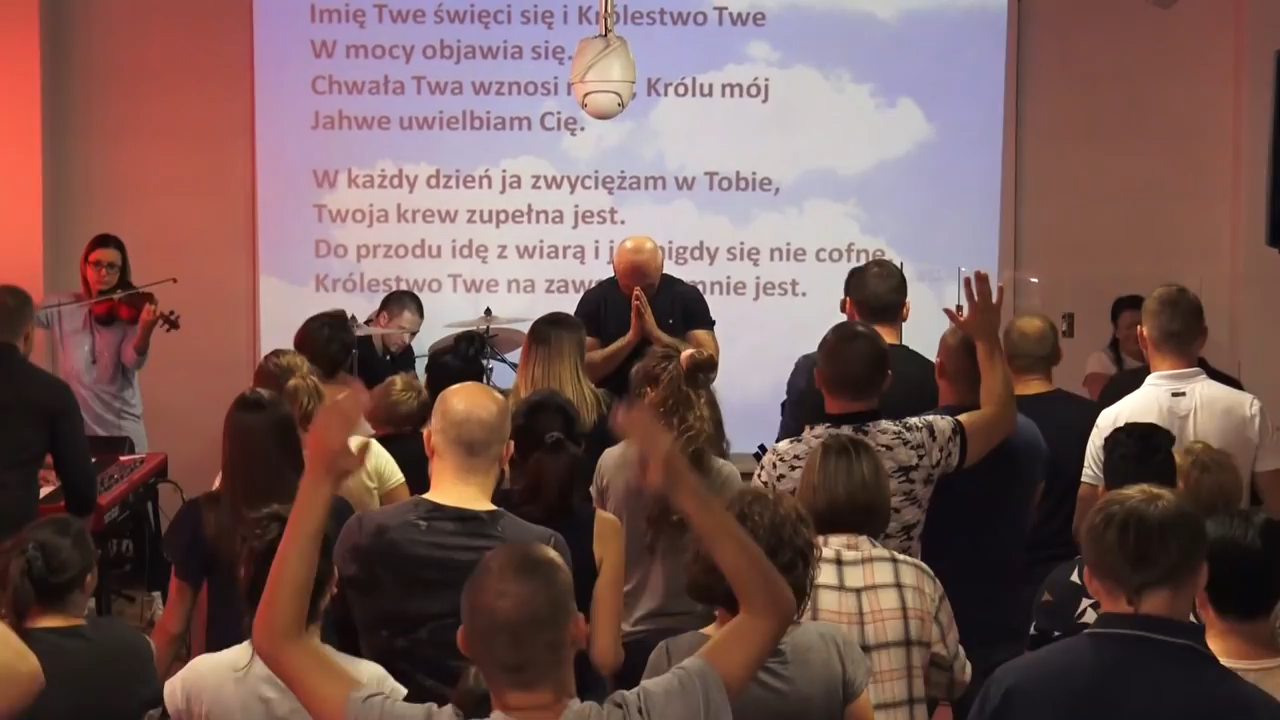 Imię Twe święci się i Królestwo Twe
W mocy objawia się.
Chwała Twa wznosi , Królu mój
Jahwe uwielbiam Cię.
W każdy dzień ja zwyciężam w Tobie,
Twoja krew zupełna jest.
Do przodu idę z wiarą i nigdy się nie cofnę,
Królestwo Twe na mnie jest.